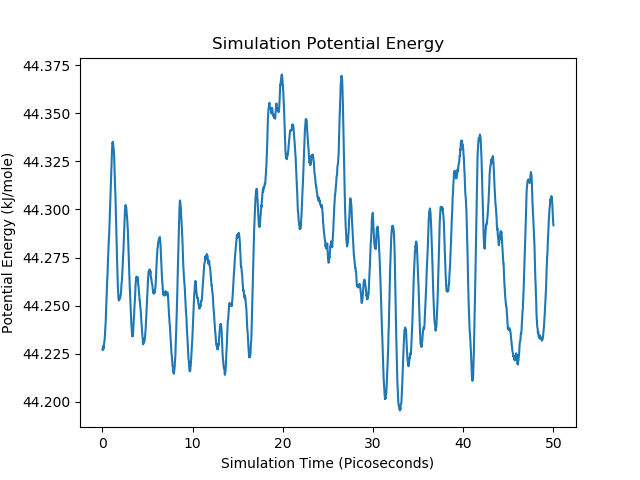 Simulation Potential Energy
Potential Energy (kJ/mole)
44.375
44.350
44.325
44.300
44.275
44.250
44.225
44.200
0 10 20 30 40 50
Simulation Time (Picoseconds)